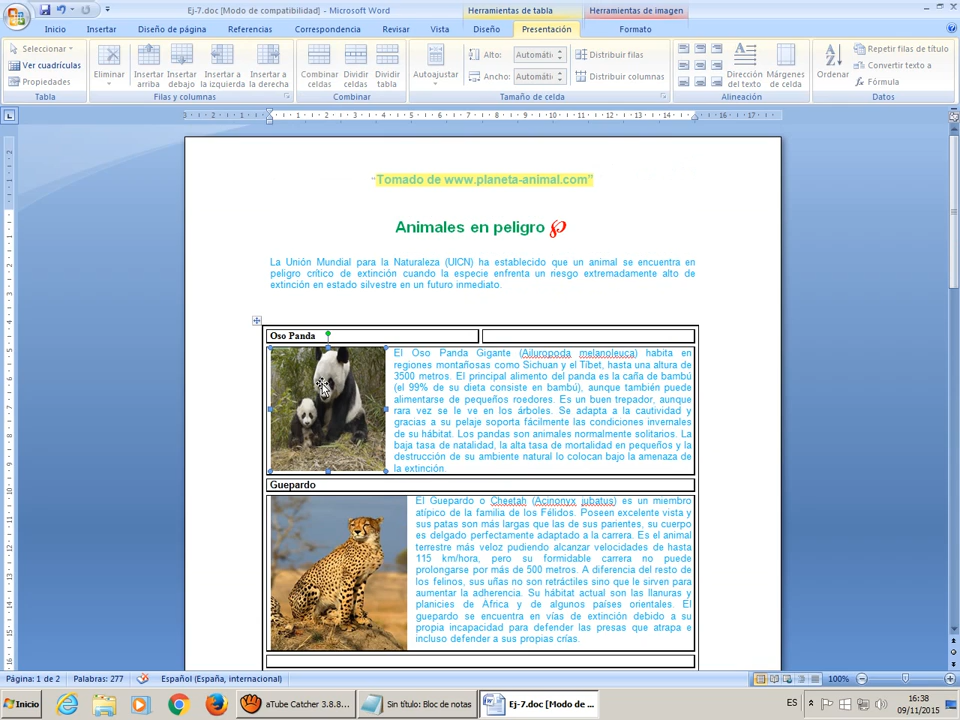 Ej-7.doc [Modo de compatibilidad] - Microsoft Word
Herramientas de tabla
Herramientas de imagen
Inicio
Insertar
Diseño de página
Referencias
Correspondencia
Revisar
Vista
Diseño
Presentación
Formato
Seleccionar
Ver cuadrículas
Propiedades
Tabla
Eliminar
Insertar arriba
Insertar debajo
Insertar a la izquierda
Insertar a la derecha
Filas y columnas
Combinar celdas
Dividir celdas
Dividir tabla
Combinar
Autoajustar
Alto:
Automáti
Ancho:
Automáti
Distribuir filas
Distribuir columnas
Tamaño de celda
Dirección del texto
Márgenes de celda
Alineación
Ordenar
Repetir filas de título
Convertir texto a
Fórmula
Datos
“Tomado de www.planeta-animal.com”
Animales en peligro
La Unión Mundial para la Naturaleza (UICN) ha establecido que un animal se encuentra en
peligro crítico de extinción cuando la especie enfrenta un riesgo extremadamente alto de
extinción en estado silvestre en un futuro inmediato.
Oso Panda
El Oso Panda Gigante (Ailuropoda melanoleuca) habita en
regiones montañosas como Sichuan y el Tíbet, hasta una altura de
3500 metros. El principal alimento del panda es la caña de bambú
(el 99% de su dieta consiste en bambú), aunque también puede
alimentarse de pequeños roedores. Es un buen trepador, aunque
rara vez se le ve en los árboles. Se adapta a la cautividad y
gracias a su pelaje soporta fácilmente las condiciones invernales
de su hábitat. Los pandas son animales normalmente solitarios. La
baja tasa de natalidad, la alta tasa de mortalidad en pequeños y la
destrucción de su ambiente natural lo colocan bajo la amenaza de
la extinción.
Guepardo
El Guepardo o Cheetah (Acinonyx jubatus) es un miembro
atípico de la familia de los Félidos. Poseen excelente vista y
sus patas son más largas que las de sus parientes, su cuerpo
es delgado perfectamente adaptado a la carrera. Es el animal
terrestre más veloz pudiendo alcanzar velocidades de hasta
115 km/hora, pero su formidable carrera no puede
prolongarse por más de 500 metros. A diferencia del resto de
los felinos, sus uñas no son retráctiles sino que le sirven para
aumentar la adherencia. Su hábitat actual son las llanuras y
planicies de Africa y de algunos países orientales. El
guepardo se encuentra en vías de extinción debido a su
propia incapacidad para defender las presas que atrapa e
incluso defender a sus propias crías.
Página: 1 de 2
Palabras: 277
Español (España, internacional)
100%
Inicio
aTube Catcher 3.8.8...
Sin título: Bloc de notas
Ej-7.doc [Modo de ...
ES
16:38
09/11/2015